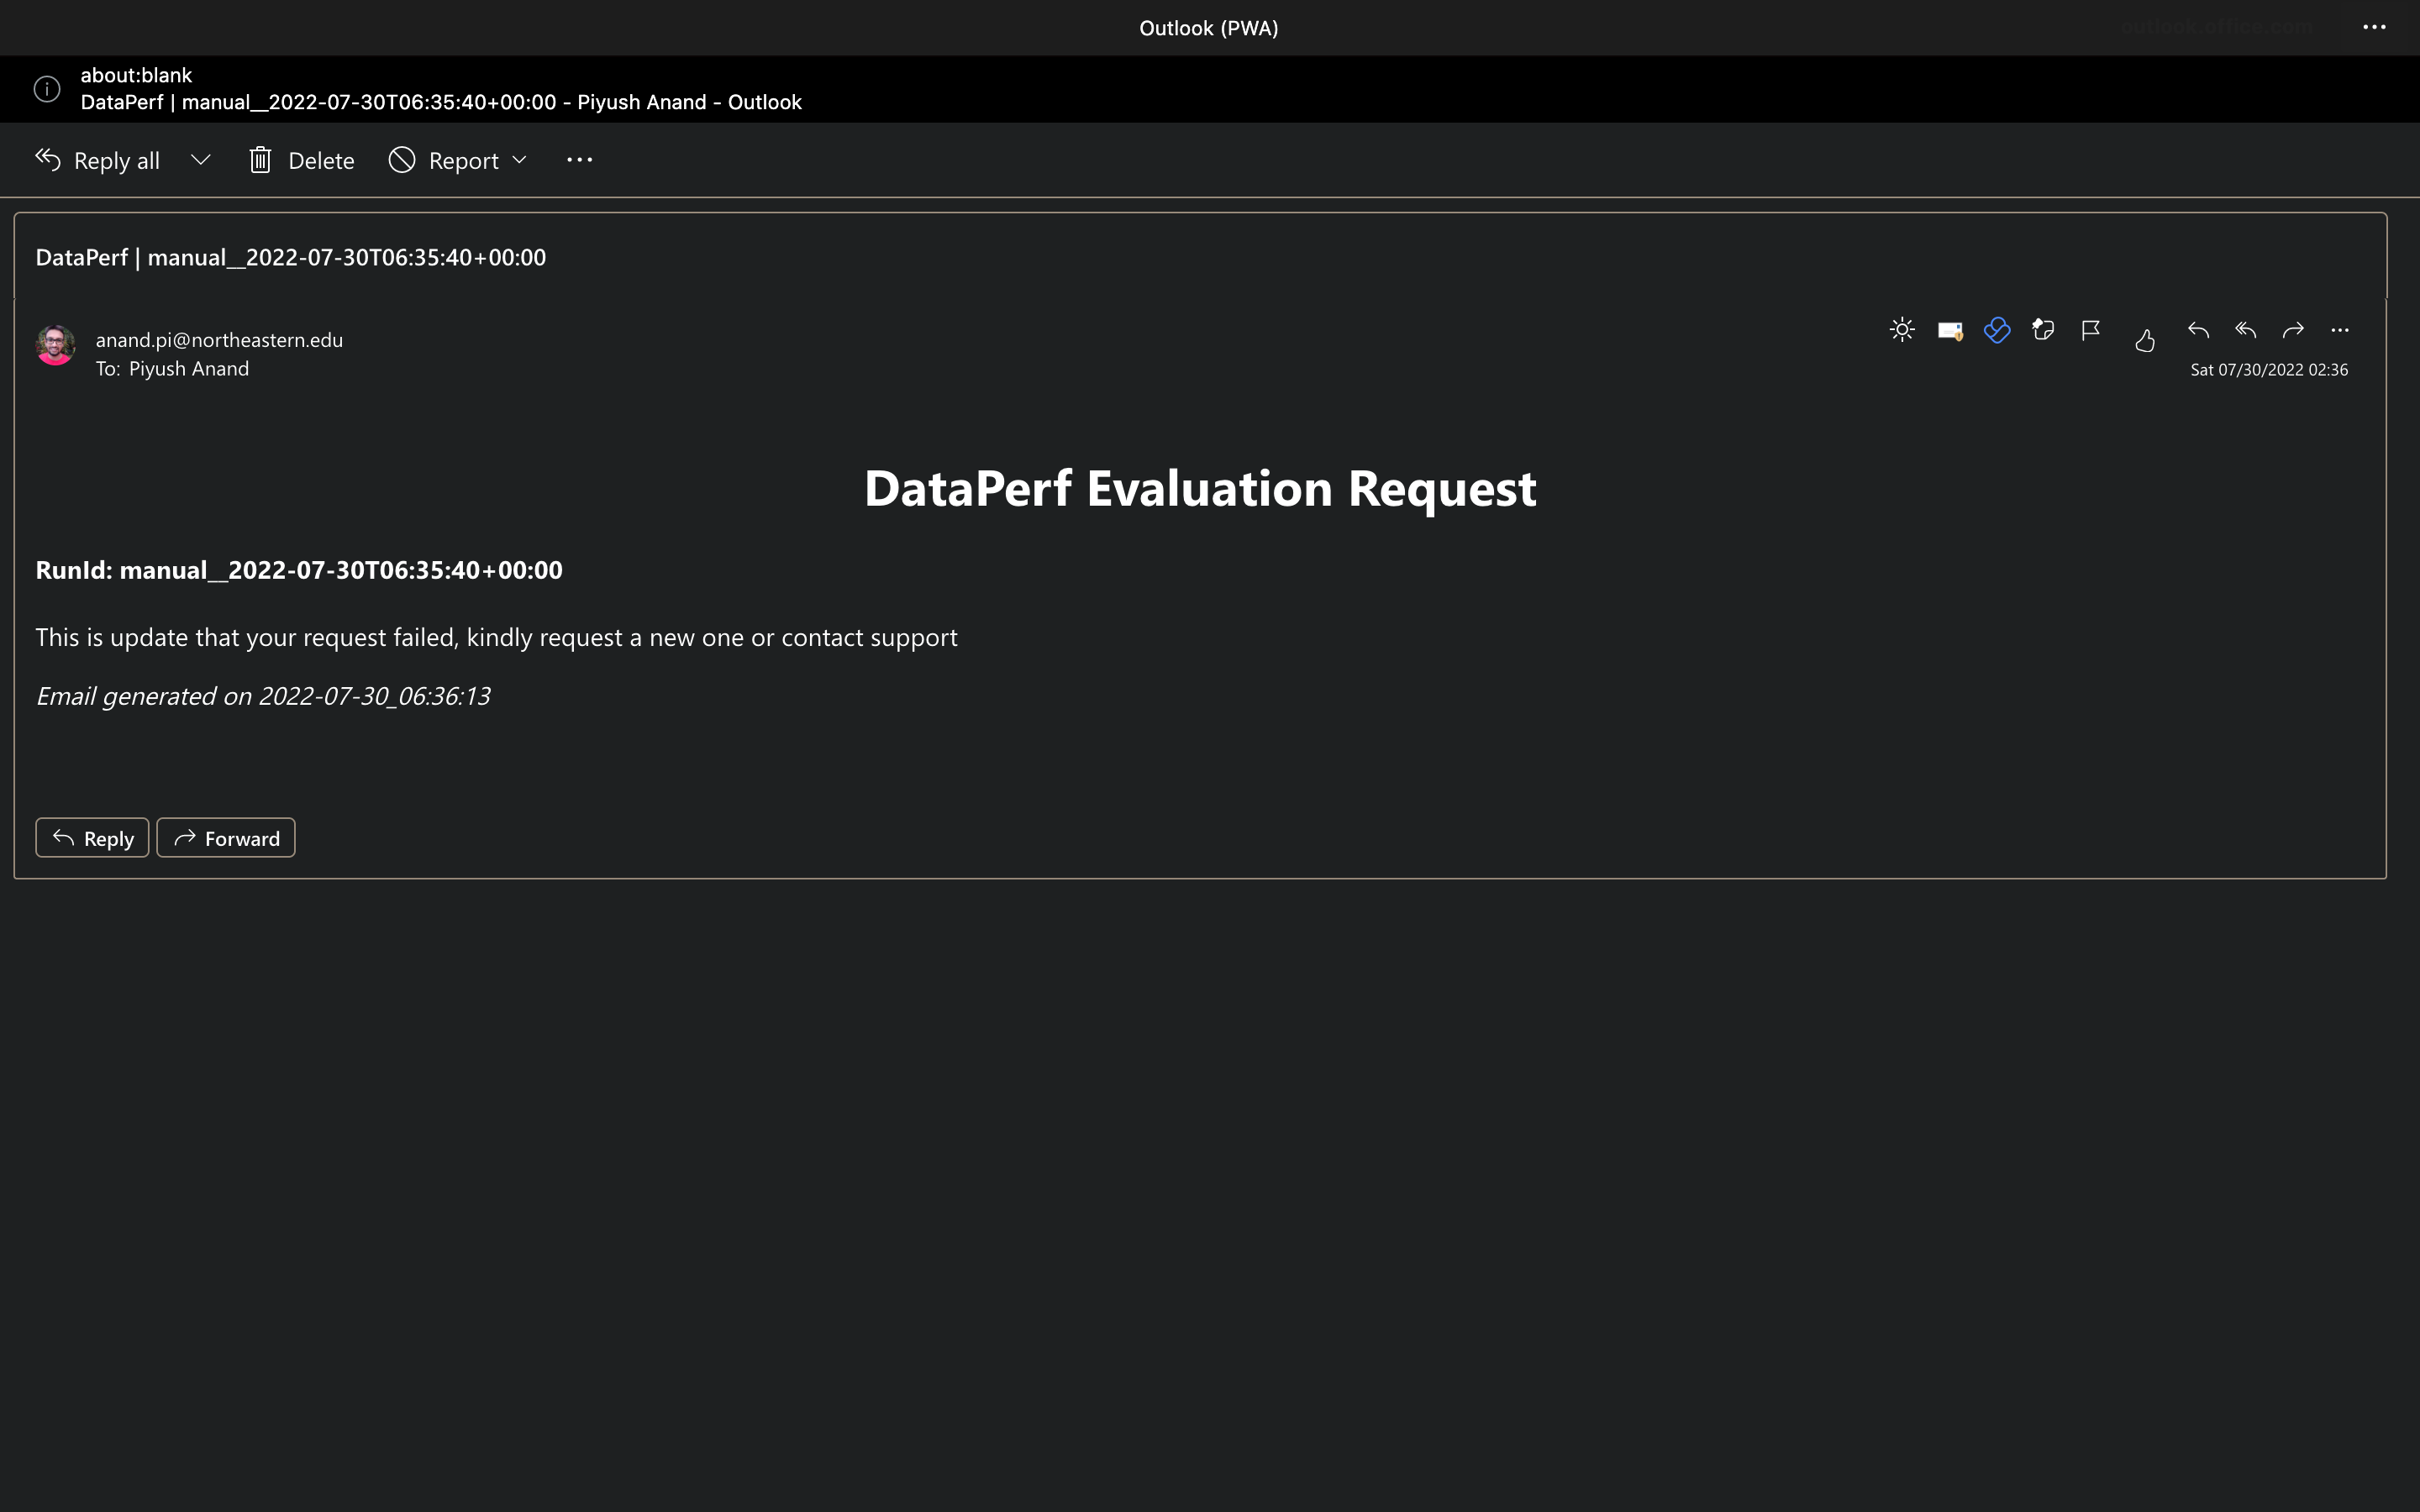 Outlook (PWA)
outlook.office.com
about:blank
DataPerf | manual__2022-07-30T06:35:40+00:00 - Piyush Anand - Outlook
Reply all
Delete
Report
DataPerf | manual__2022-07-30T06:35:40+00:00
anand.pi@northeastern.edu
To: Piyush Anand
Sat 07/30/2022 02:36
DataPerf Evaluation Request
RunId: manual__2022-07-30T06:35:40+00:00
This is update that your request failed, kindly request a new one or contact support
Email generated on 2022-07-30_06:36:13
Reply
Forward